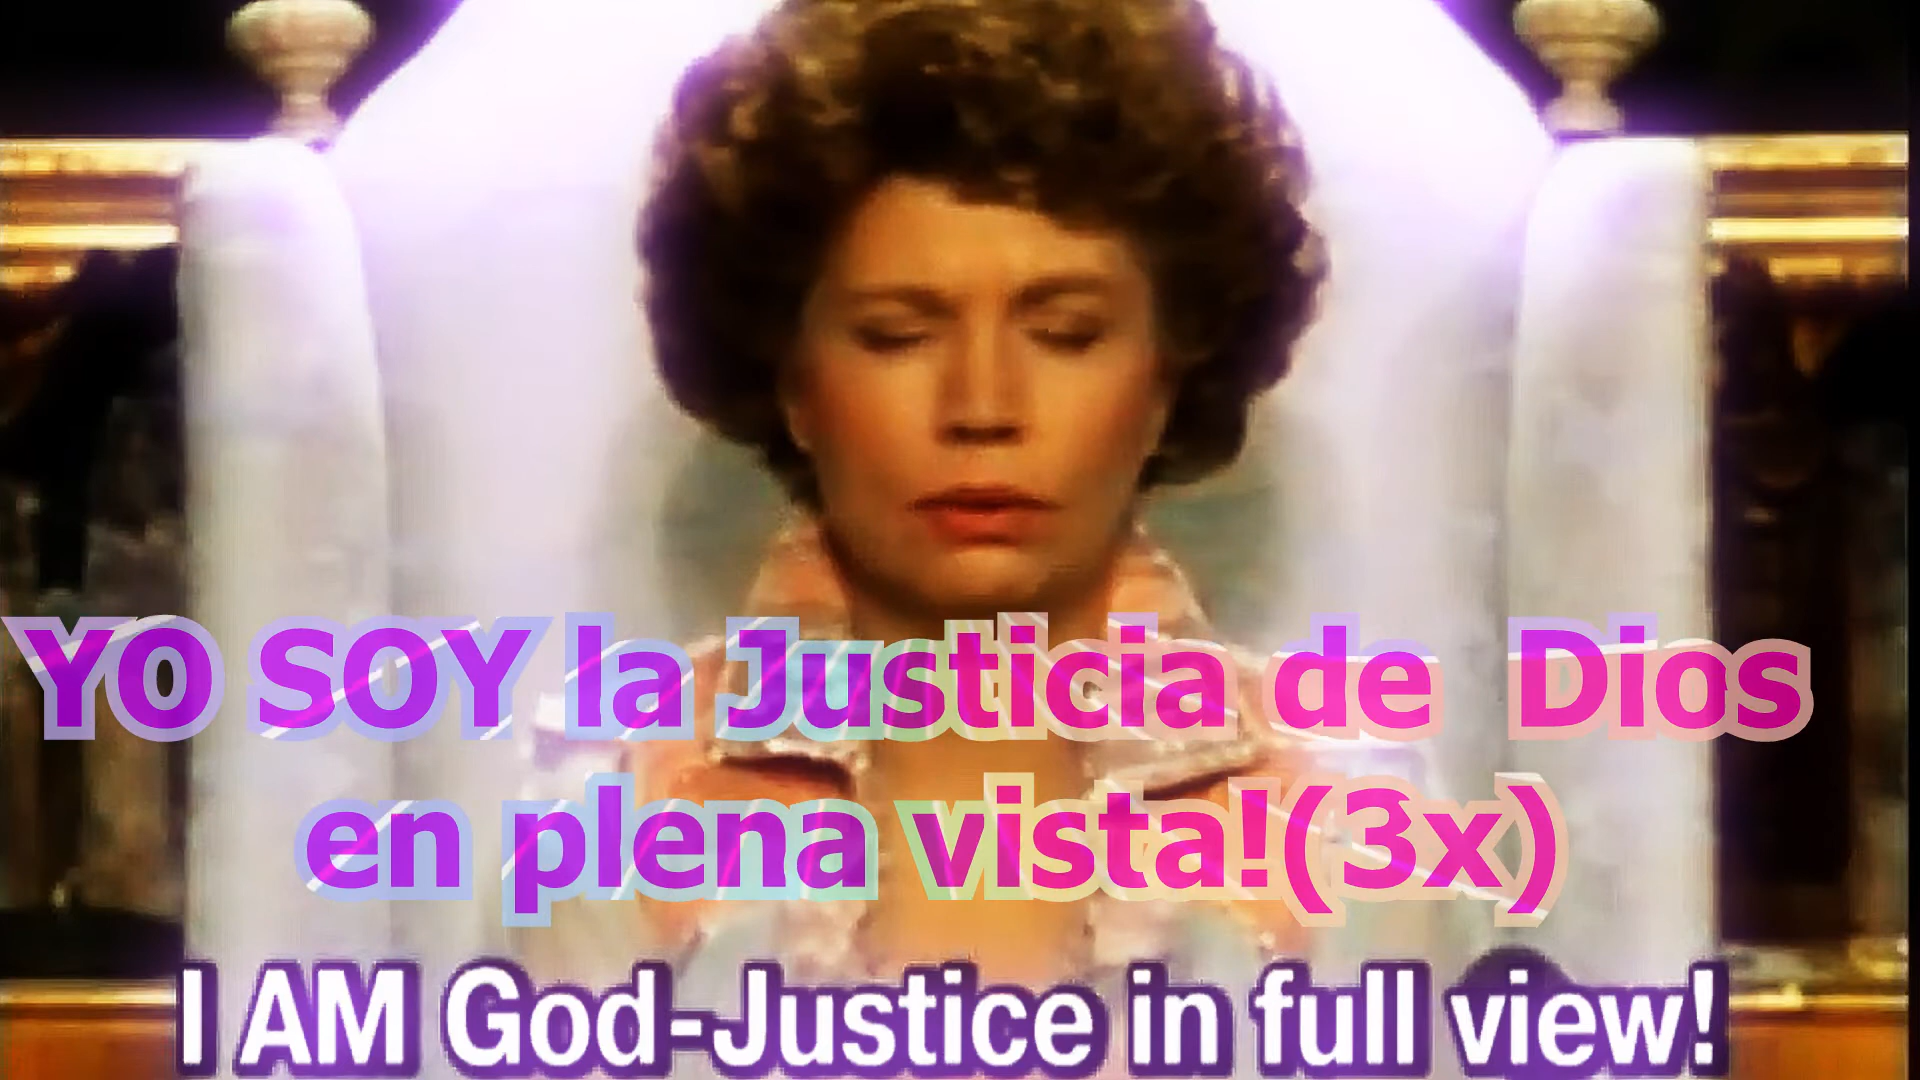 YO SOY la Justicia de Dios
en plena vista!(3x)
I AM God-Justice in full view!